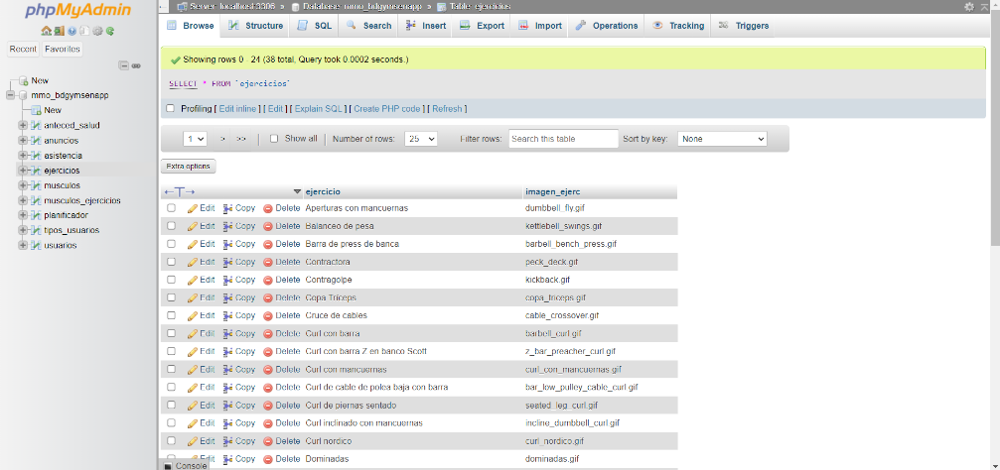 phpMyAdmin
Recent Favorites
New
mmo_bdgymsenapp
New
anteced_salud
anuncios
asistencia
ejercicios
musculos
musculos_ejercicios
planificador
tipos_usuarios
usuarios
Server: localhost:3306 » Database: mmo_bdgymsenapp » Table: ejercicios
Browse Structure SQL Search Insert Export Import Operations Tracking Triggers
Showing rows 0 - 24 (38 total, Query took 0.0002 seconds.)
SELECT * FROM `ejercicios`
Profiling [ Edit inline ] [ Edit ] [ Explain SQL ] [ Create PHP code ] [ Refresh ]
1 > >> Show all Number of rows: 25 Filter rows: Search this table Sort by key: None
Extra options
←T→ ejercicio imagen_ejerc
Edit Copy Delete Aperturas con mancuernas dumbbell_fly.gif
Edit Copy Delete Balanceo de pesa kettlebell_swings.gif
Edit Copy Delete Barra de press de banca barbell_bench_press.gif
Edit Copy Delete Contractora peck_deck.gif
Edit Copy Delete Contragolpe kickback.gif
Edit Copy Delete Copa Triceps copa_triceps.gif
Edit Copy Delete Cruce de cables cable_crossover.gif
Edit Copy Delete Curl con barra barbell_curl.gif
Edit Copy Delete Curl con barra Z en banco Scott z_bar_preacher_curl.gif
Edit Copy Delete Curl con mancuernas curl_con_mancuernas.gif
Edit Copy Delete Curl de cable de polea baja con barra bar_low_pulley_cable_curl.gif
Edit Copy Delete Curl de piernas sentado seated_leg_curl.gif
Edit Copy Delete Curl inclinado con mancuernas incline_dumbbell_curl.gif
Edit Copy Delete Curl nordico curl_nordico.gif
Edit Copy Delete Dominadas dominadas.gif
Console